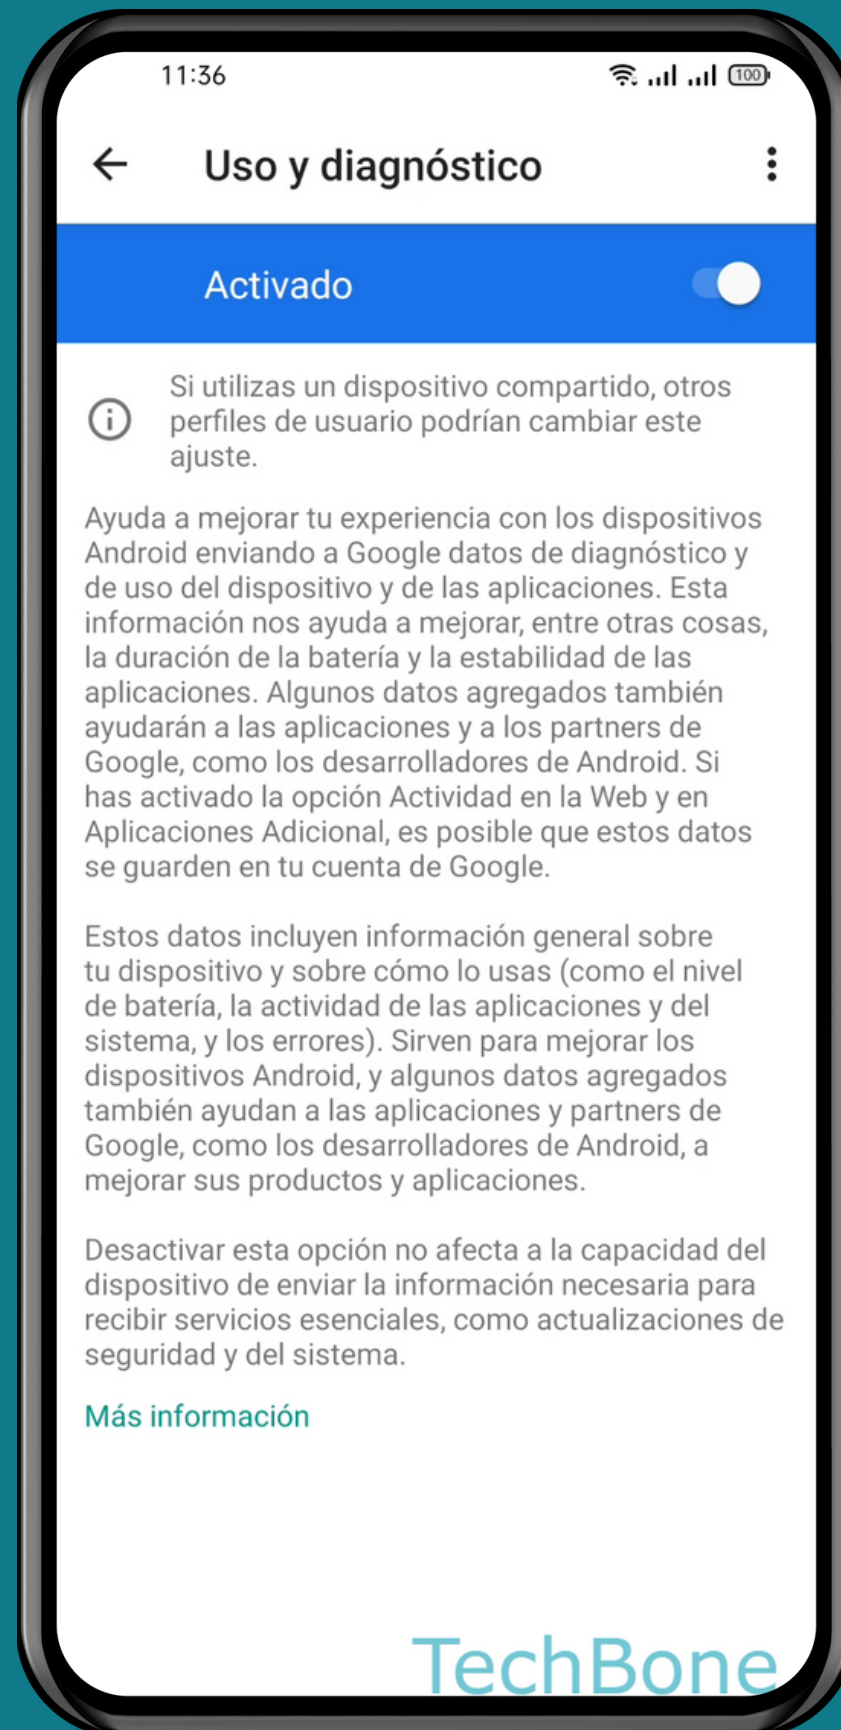 11:36
100
Uso y diagnóstico
Activado
Si utilizas un dispositivo compartido, otros
perfiles de usuario podrían cambiar este
ajuste.
Ayuda a mejorar tu experiencia con los dispositivos
Android enviando a Google datos de diagnóstico y
de uso del dispositivo y de las aplicaciones. Esta
información nos ayuda a mejorar, entre otras cosas,
la duración de la batería y la estabilidad de las
aplicaciones. Algunos datos agregados también
ayudarán a las aplicaciones y a los partners de
Google, como los desarrolladores de Android. Si
has activado la opción Actividad en la Web y en
Aplicaciones Adicional, es posible que estos datos
se guarden en tu cuenta de Google.
Estos datos incluyen información general sobre
tu dispositivo y sobre cómo lo usas (como el nivel
de batería, la actividad de las aplicaciones y del
sistema, y los errores). Sirven para mejorar los
dispositivos Android, y algunos datos agregados
también ayudan a las aplicaciones y partners de
Google, como los desarrolladores de Android, a
mejorar sus productos y aplicaciones.
Desactivar esta opción no afecta a la capacidad del
dispositivo de enviar la información necesaria para
recibir servicios esenciales, como actualizaciones de
seguridad y del sistema.
Más información
TechBone